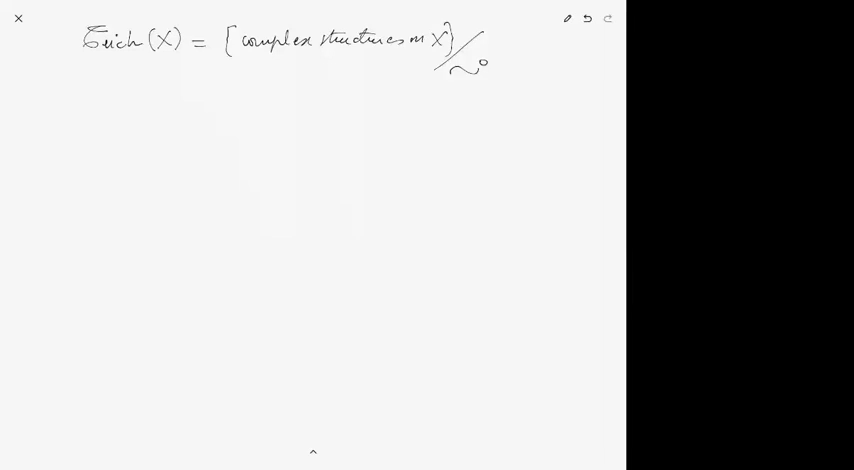 Teich(X) = {complex structures on X}/~⁰